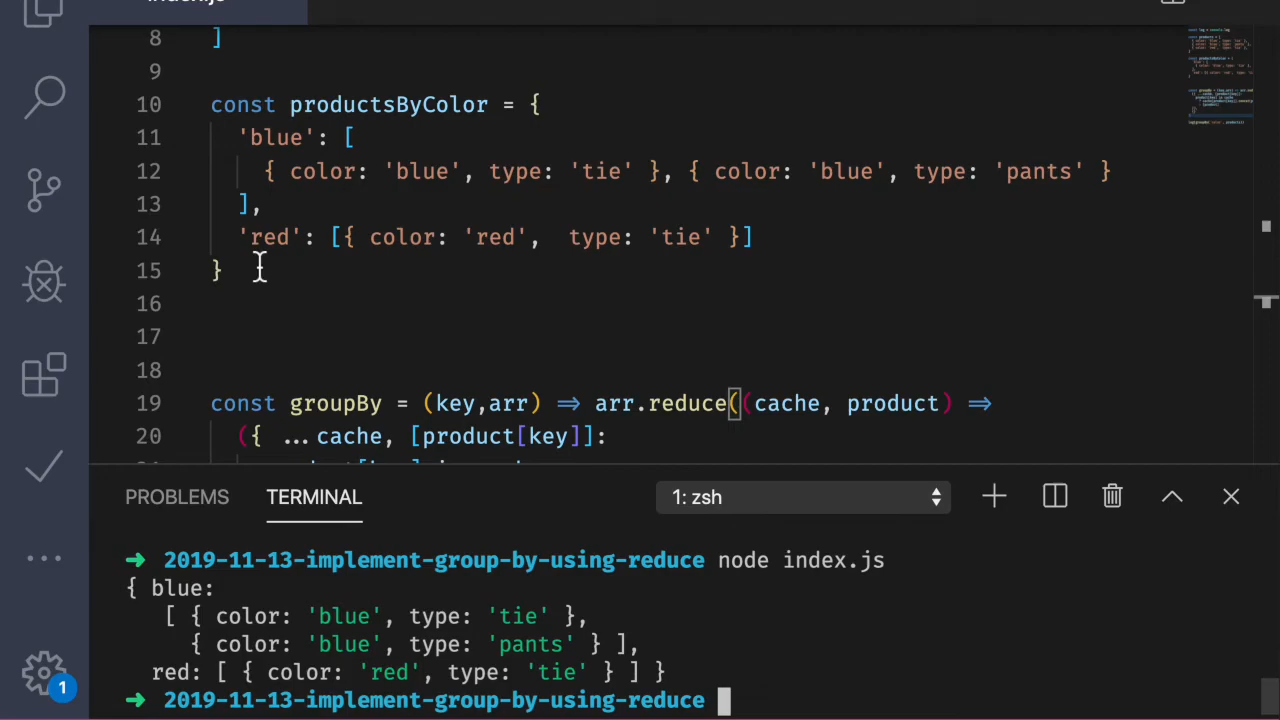 index.js
8 ]
9
10 const productsByColor = {
11 'blue': [
12 { color: 'blue', type: 'tie' }, { color: 'blue', type: 'pants' }
13 ],
14 'red': [{ color: 'red',  type: 'tie' }]
15 }
16
17
18
19 const groupBy = (key,arr) ⇒ arr.reduce((cache, product) ⇒
20 ({ ...cache, [product[key]]:
PROBLEMS TERMINAL 1: zsh
➜ 2019-11-13-implement-group-by-using-reduce node index.js
{ blue:
[ { color: 'blue', type: 'tie' },
{ color: 'blue', type: 'pants' } ],
red: [ { color: 'red', type: 'tie' } ] }
1
➜ 2019-11-13-implement-group-by-using-reduce